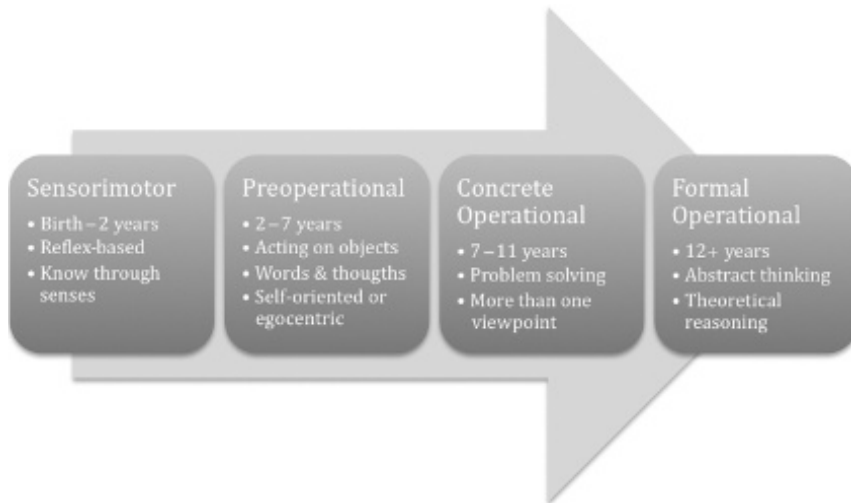 Sensorimotor
• Birth–2 years
• Reflex-based
• Know through
senses
Preoperational
• 2–7 years
• Acting on objects
• Words & thougths
• Self-oriented or
egocentric
Concrete
Operational
• 7–11 years
• Problem solving
• More than one
viewpoint
Formal
Operational
• 12+ years
• Abstract thinking
• Theoretical
reasoning